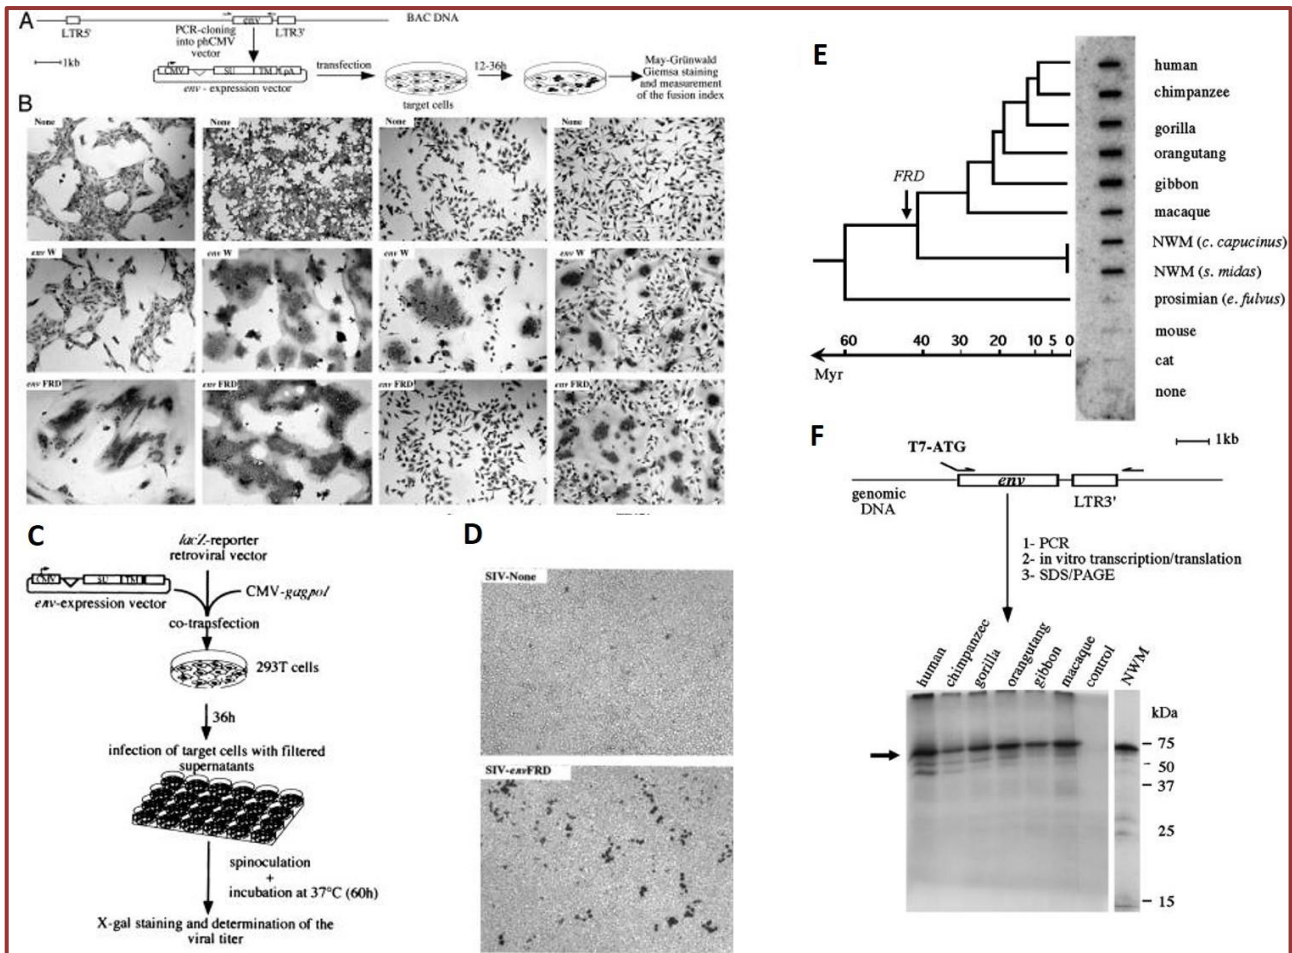 A
env
BAC DNA
LTR5'
LTR3'
PCR-cloning
into phCMV
vector
1kb
CMV
SU
TM
pA
env - expression vector
transfection
target cells
12-36h
May-Grünwald
Giemsa staining
and measurement
of the fusion index
B
None
None
None
None
env W
env W
env W
env W
env FRD
env FRD
env FRD
env FRD
C
lacZ-reporter
retroviral vector
CMV
SU
TM
env-expression vector
CMV-gagpol
co-transfection
293T cells
36h
infection of target cells with filtered
supernatants
spinoculation
+
incubation at 37°C (60h)
X-gal staining and determination of the
viral titer
D
SIV-None
SIV-envFRD
E
FRD
human
chimpanzee
gorilla
orangutang
gibbon
macaque
NWM (c. capucinus)
NWM (s. midas)
prosimian (e. fulvus)
mouse
cat
none
60 40 30 20 10 5 0
Myr
F
1kb
T7-ATG
env
genomic
DNA
LTR3'
1- PCR
2- in vitro transcription/translation
3- SDS/PAGE
human
chimpanzee
gorilla
orangutang
gibbon
macaque
control
NWM
kDa
75
50
37
25
15